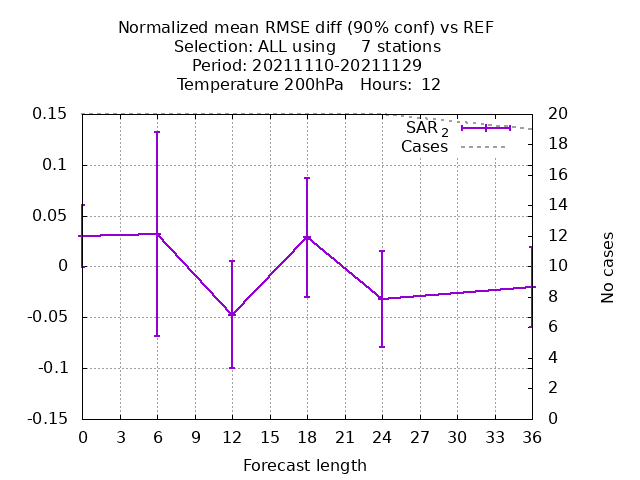 Normalized mean RMSE diff (90% conf) vs REF
Selection: ALL using 7 stations
Period: 20211110-20211129
Temperature 200hPa Hours: 12
0.15
0.1
0.05
0
-0.05
-0.1
-0.15
20
18
16
14
12
10
8
6
4
2
0
SAR 2
Cases
No cases
0 3 6 9 12 15 18 21 24 27 30 33 36
Forecast length